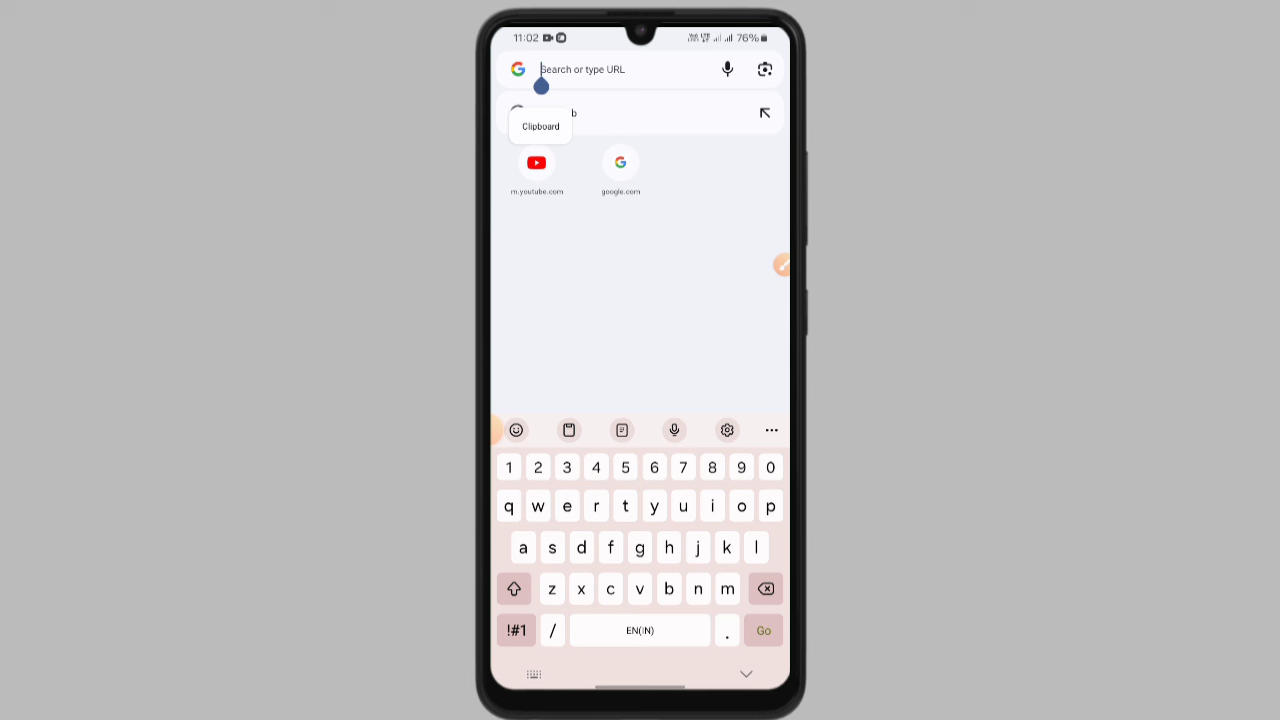 11:02 76%
Search or type URL
b
Clipboard
m.youtube.com google.com
1 2 3 4 5 6 7 8 9 0
q w e r t y u i o p
a s d f g h j k l
z x c v b n m
!#1 / EN(IN) . Go